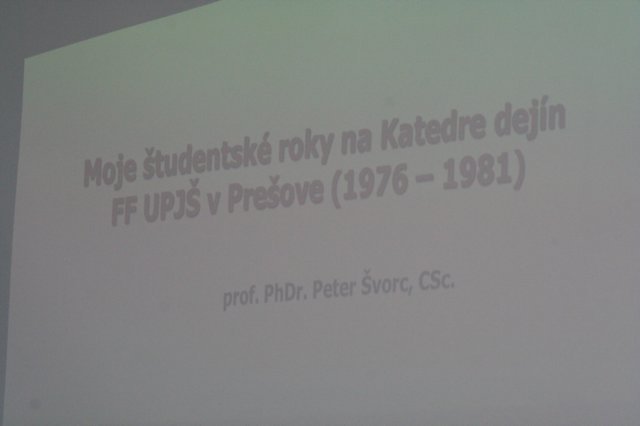 Moje študentské roky na Katedre dejín
FF UPJŠ v Prešove (1976 – 1981)
prof. PhDr. Peter Švorc, CSc.